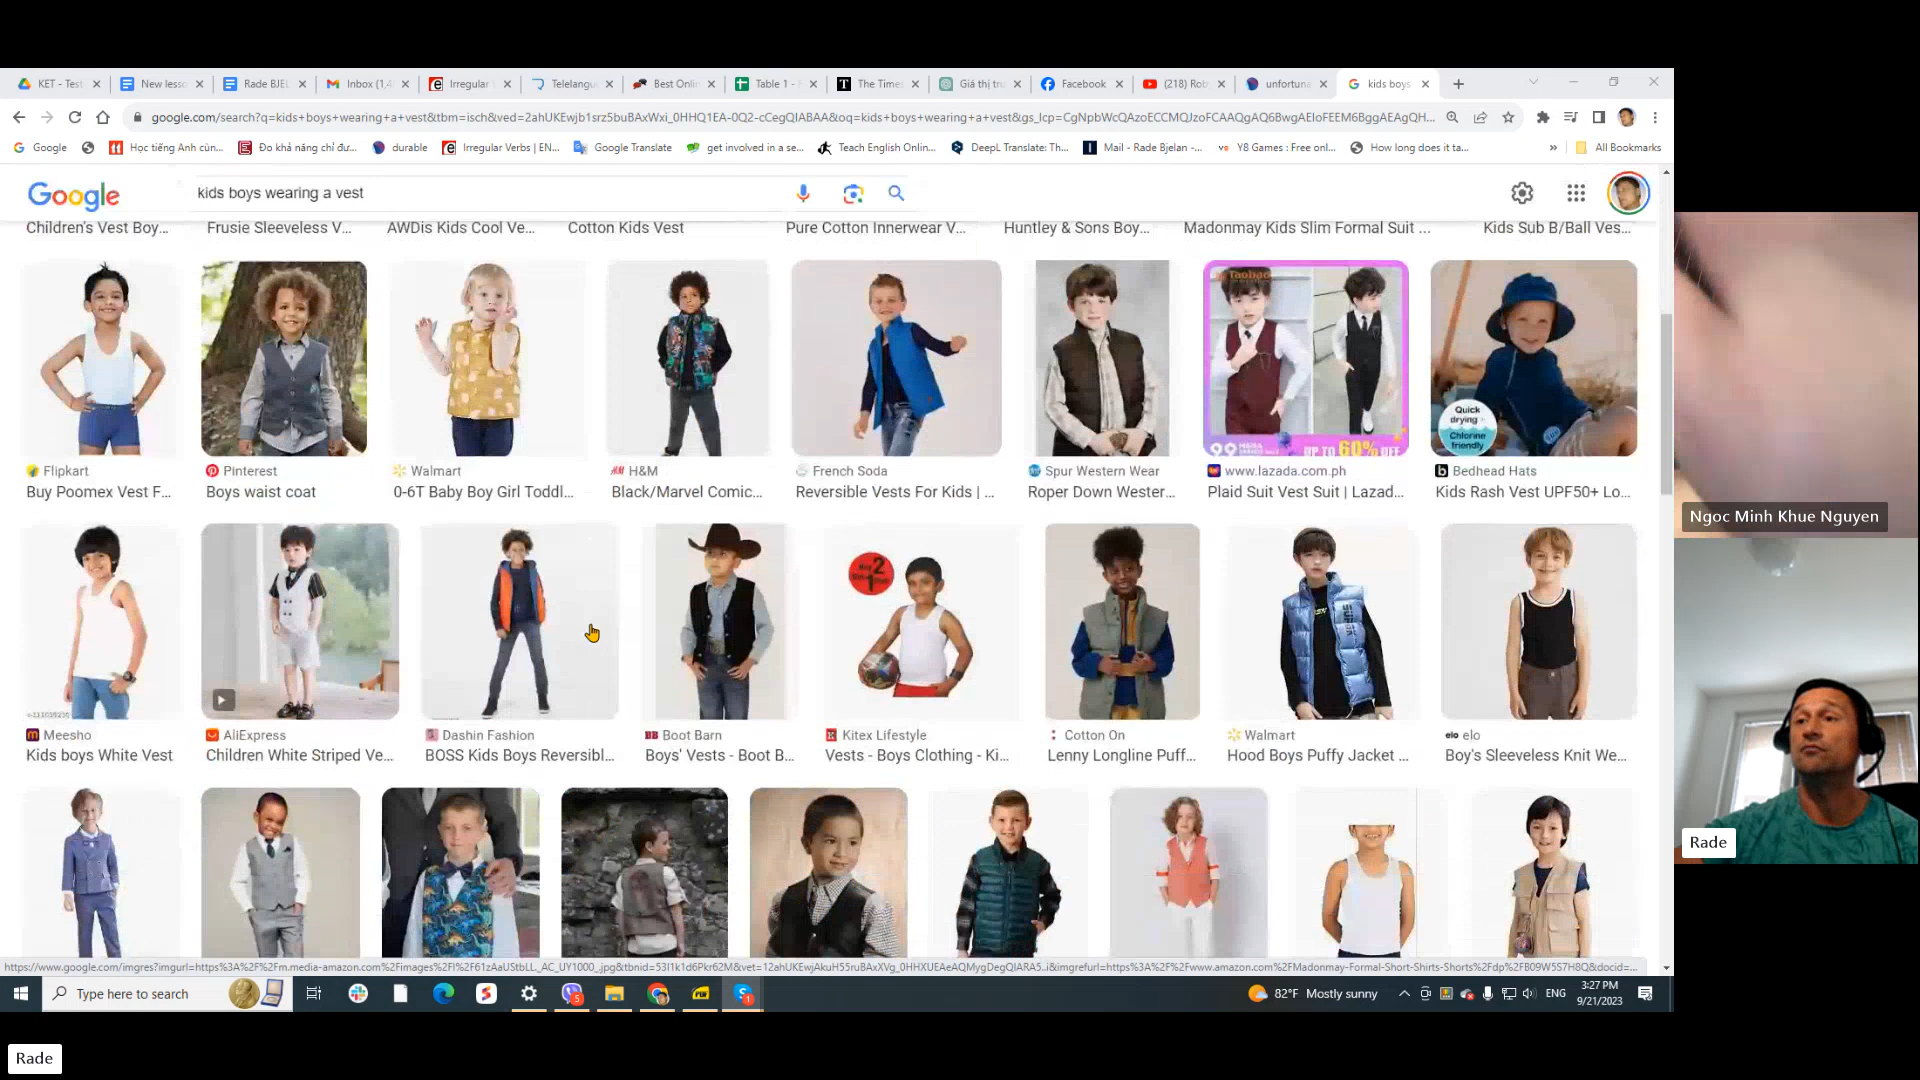 KET - Test
New lesso
Rade BJEL
Inbox (1,4
Irregular
Telelangu
Best Onlin
Table 1 -
The Times
Giá thị trư
Facebook
(218) Rob
unfortuna
kids boys
google.com/search?q=kids+boys+wearing+a+vest&tbm=isch&ved=2ahUKEwjb1srz5buBAxWxi_0HHQ1EA-0Q2-cCegQIABAA&oq=kids+boys+wearing+a+vest&gs_lcp=CgNpbWcQAzoECCMQJzoFCAAQgAQ6BwgAEIoFEEM6BggAEAgQH...
Google
Học tiếng Anh cùn...
Đo khả năng chỉ đư...
durable
Irregular Verbs | EN...
Google Translate
get involved in a se...
Teach English Onlin...
DeepL Translate: Th...
Mail - Rade Bjelan -...
Y8 Games : Free onl...
How long does it ta...
»
All Bookmarks
Google
kids boys wearing a vest
Children's Vest Boy...
Frusie Sleeveless V...
AWDis Kids Cool Ve...
Cotton Kids Vest
Pure Cotton Innerwear V...
Huntley & Sons Boy...
Madonmay Kids Slim Formal Suit ...
Kids Sub B/Ball Ves...
Taobao
UP TO 60% OFF
Quick
drying
Chlorine
friendly
Flipkart
Pinterest
Walmart
H&M
French Soda
Spur Western Wear
www.lazada.com.ph
Bedhead Hats
Buy Poomex Vest F...
Boys waist coat
0-6T Baby Boy Girl Toddl...
Black/Marvel Comic...
Reversible Vests For Kids | ...
Roper Down Wester...
Plaid Suit Vest Suit | Lazad...
Kids Rash Vest UPF50+ Lo...
Meesho
AliExpress
Dashin Fashion
Boot Barn
Kitex Lifestyle
Cotton On
Walmart
elo
Kids boys White Vest
Children White Striped Ve...
BOSS Kids Boys Reversibl...
Boys' Vests - Boot B...
Vests - Boys Clothing - Ki...
Lenny Longline Puff...
Hood Boys Puffy Jacket ...
Boy's Sleeveless Knit We...
Ngoc Minh Khue Nguyen
Rade
Type here to search
82°F Mostly sunny
ENG
3:27 PM
9/21/2023
Rade